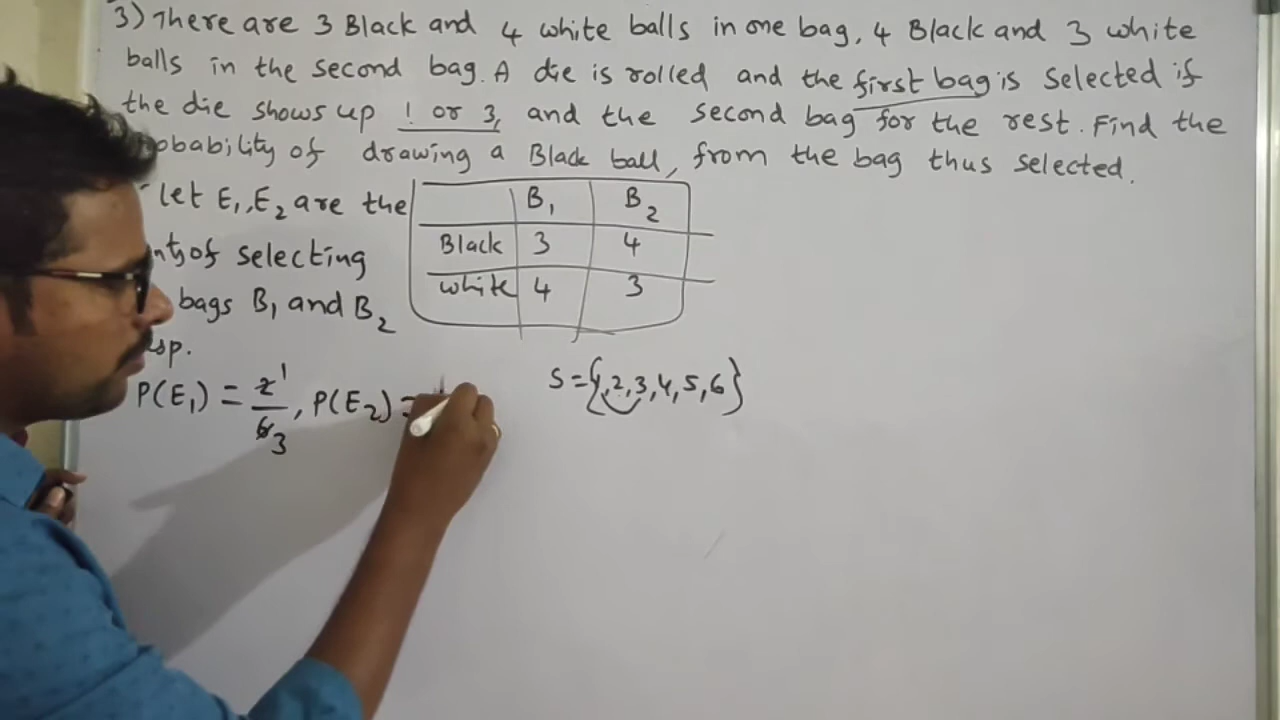 3) There are 3 Black and 4 white balls in one bag, 4 Black and 3 white
balls in the second bag. A die is rolled and the first bag is selected if
the die shows up 1 or 3, and the second bag for the rest. Find the
obability of drawing a Black ball, from the bag thus selected.
let E₁, E₂ are the
nts of selecting
bags B₁ and B₂
sp.
B₁ B₂
Black 3 4
white 4 3
P(E₁) = 2 1 / 6 3, P(E₂) =
S = {1,2,3,4,5,6}